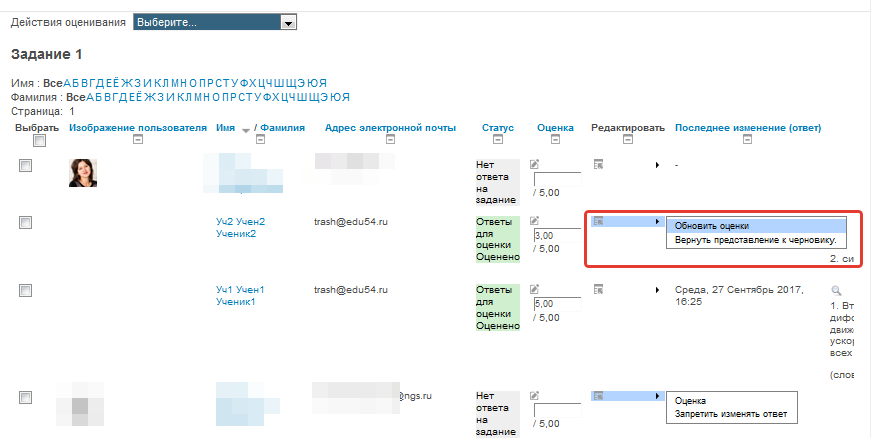 Действия оценивания Выберите...
Задание 1
Имя : Все А Б В Г Д Е Ё Ж З И К Л М Н О П Р С Т У Ф Х Ц Ч Ш Щ Э Ю Я
Фамилия : Все А Б В Г Д Е Ё Ж З И К Л М Н О П Р С Т У Ф Х Ц Ч Ш Щ Э Ю Я
Страница: 1
Выбрать Изображение пользователя Имя / Фамилия Адрес электронной почты Статус Оценка Редактировать Последнее изменение (ответ)
Нет
ответа
на
задание
/ 5,00
-
Уч2 Учен2
Ученик2
trash@edu54.ru
Ответы
для
оценки
Оценено
3,00
/ 5,00
Обновить оценки
Вернуть представление к черновику.
2. си
Уч1 Учен1
Ученик1
trash@edu54.ru
Ответы
для
оценки
Оценено
5,00
/ 5,00
Среда, 27 Сентябрь 2017,
16:25
1. Вт
дифо
движе
ускор
всех
(слов
@ngs.ru
Нет
ответа
на
задание
/ 5,00
Оценка
Запретить изменять ответ